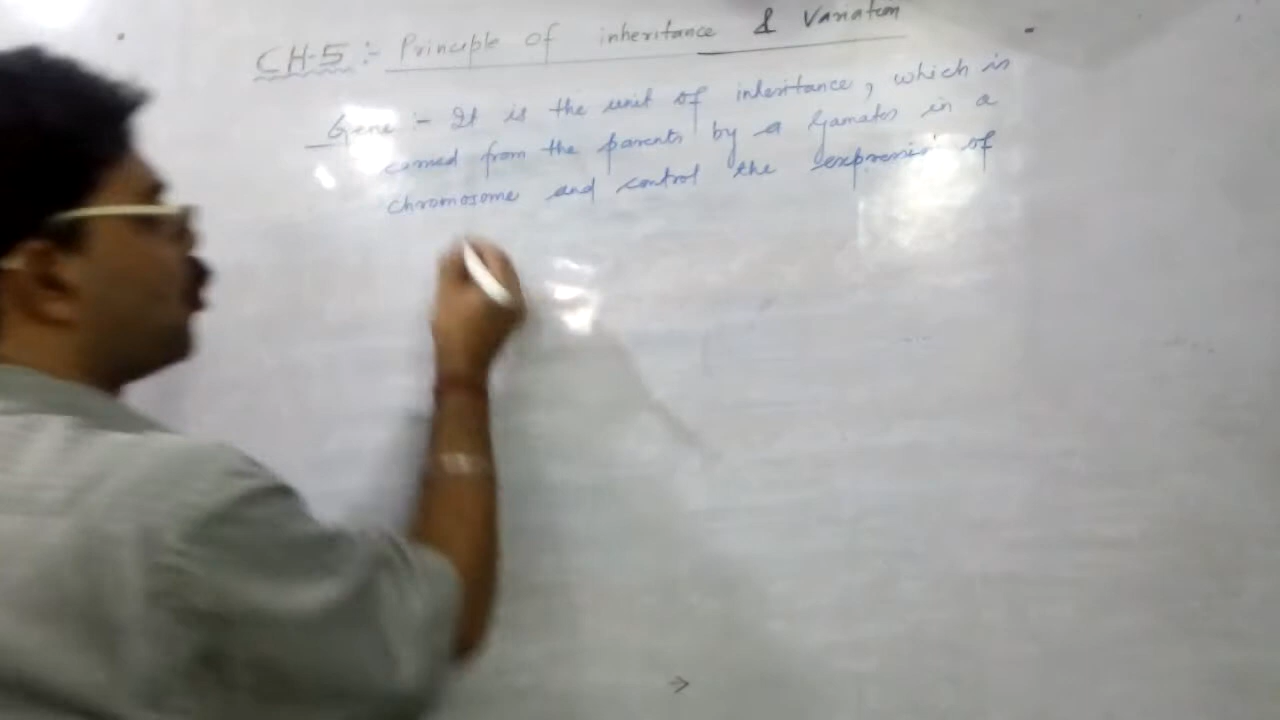 CH-5 :- Principle of inheritance & Variation
Gene :- It is the unit of inheritance, which is
comed from the parents by a Gamates in a
chromosome and control the expression of